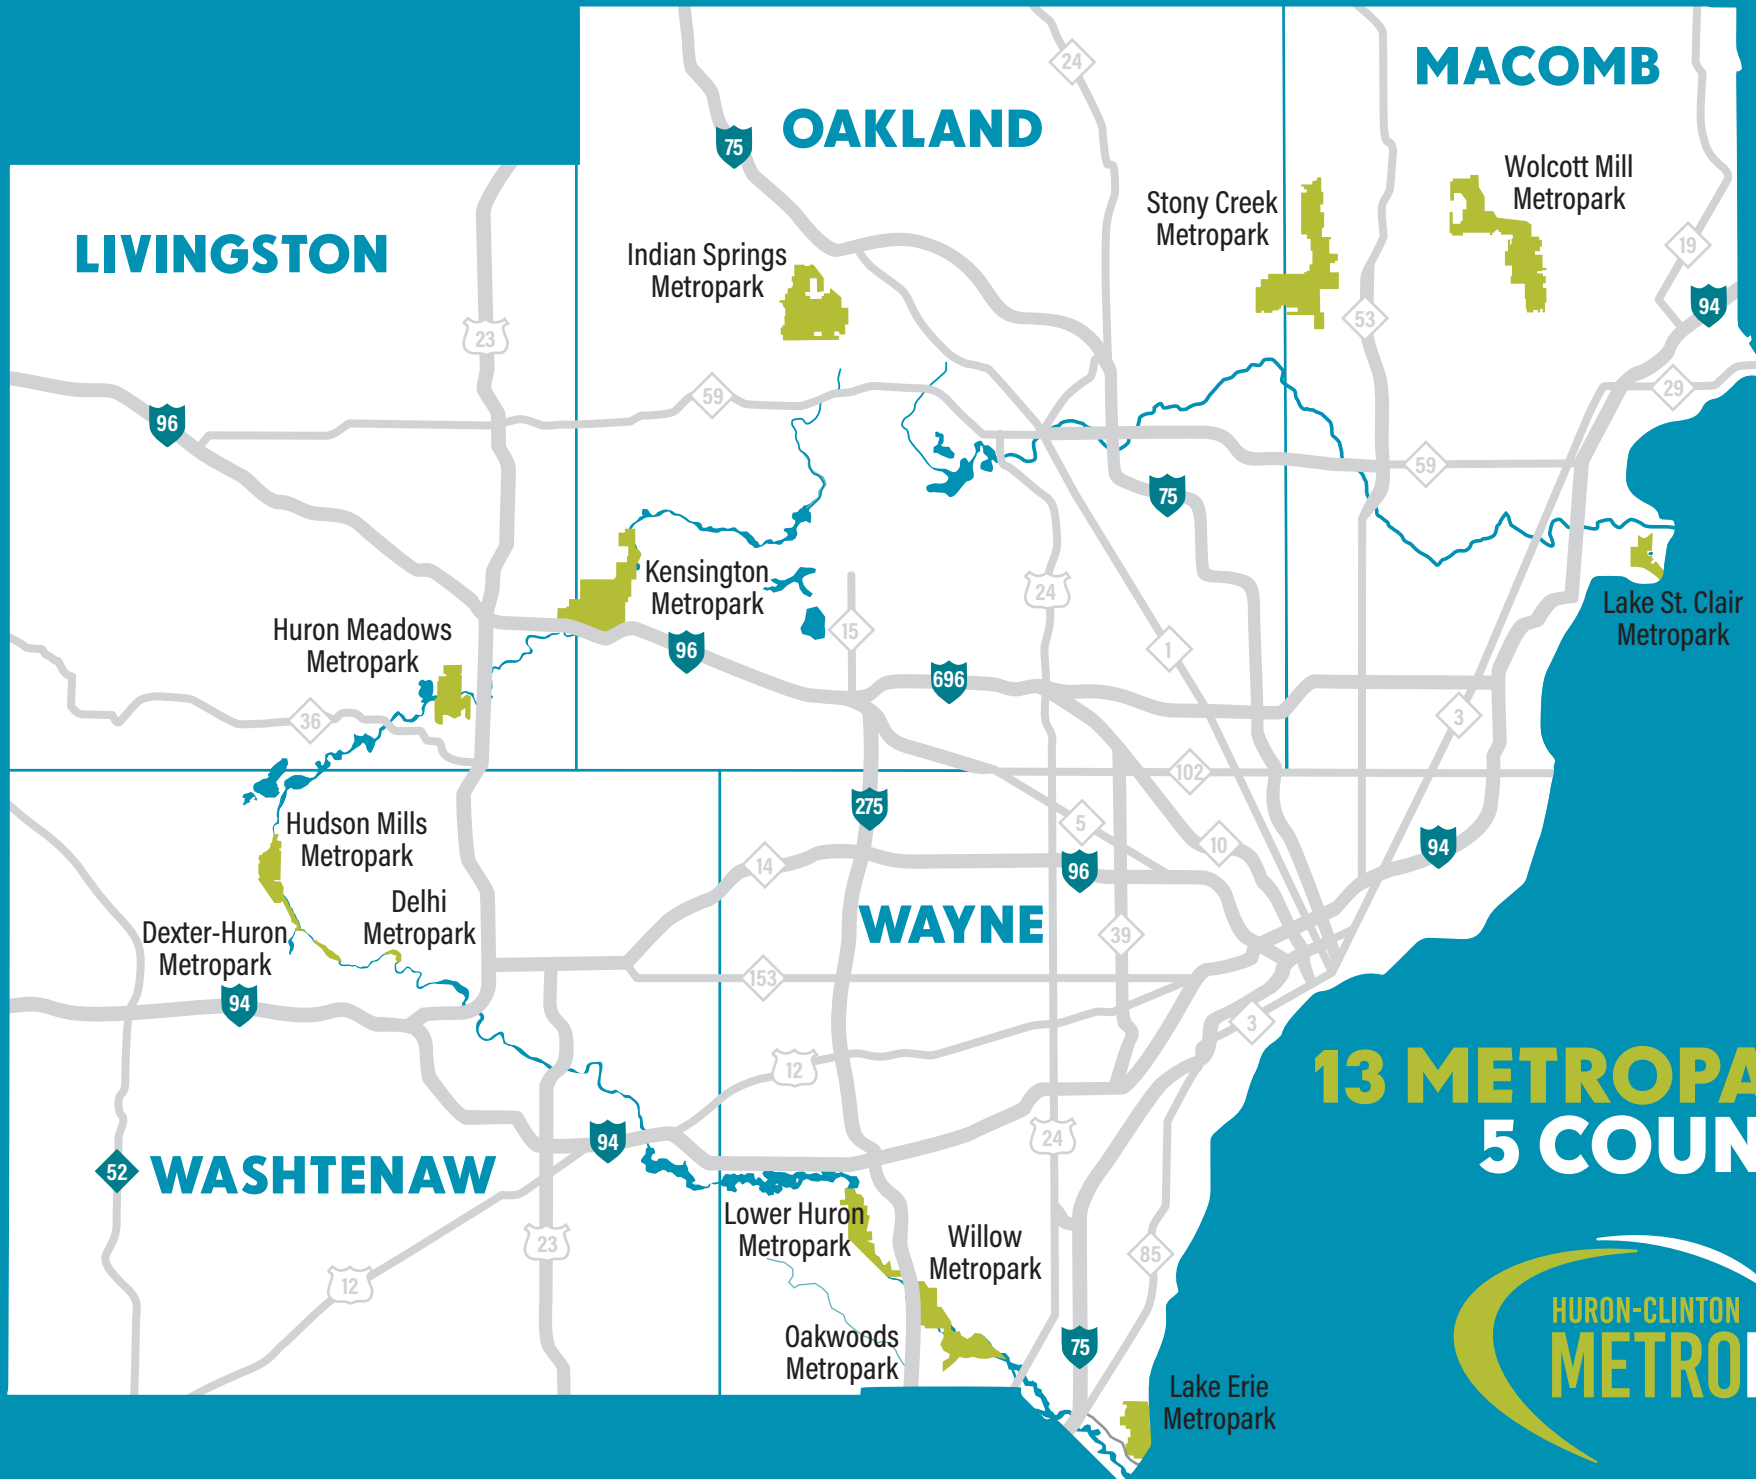 MACOMB
24
OAKLAND
75
Wolcott Mill
Metropark
Stony Creek
Metropark
19
LIVINGSTON
Indian Springs
Metropark
94
53
23
29
59
96
59
75
Kensington
Metropark
24
Lake St. Clair
Metropark
15
Huron Meadows
Metropark
96
1
696
36
3
102
275
Hudson Mills
Metropark
5
10
94
14
96
Delhi
Metropark
WAYNE
Dexter-Huron
Metropark
39
153
94
3
12
13 METROPA
5 COUN
24
94
52
WASHTENAW
Lower Huron
Metropark
Willow
Metropark
23
85
12
Oakwoods
Metropark
75
HURON-CLINTON
METRO
Lake Erie
Metropark